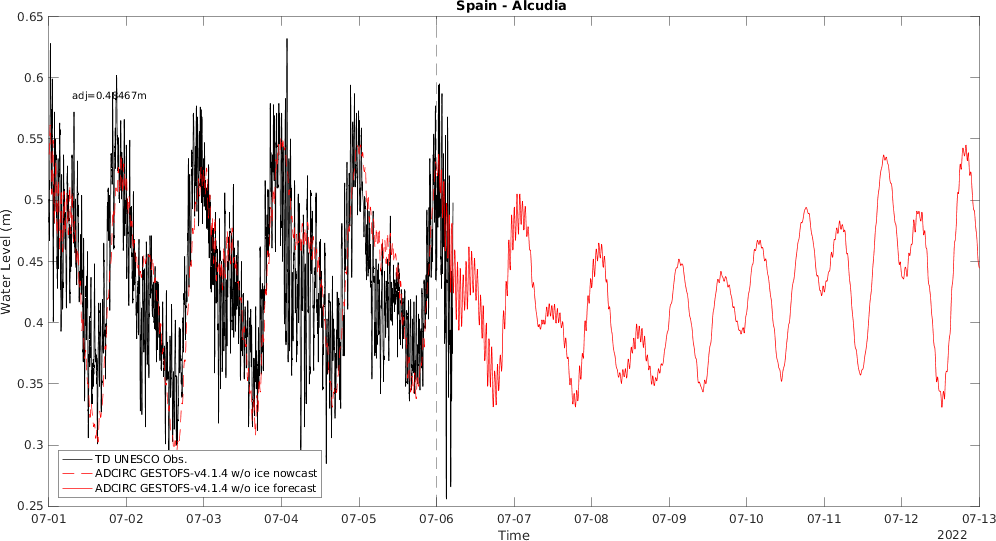 Spain - Alcudia
0.65
0.6
0.55
0.5
0.45
0.4
0.35
0.3
0.25
Water Level (m)
TD UNESCO Obs.
ADCIRC GESTOFS-v4.1.4 w/o ice nowcast
ADCIRC GESTOFS-v4.1.4 w/o ice forecast
07-01 07-02 07-03 07-04 07-05 07-06 07-07 07-08 07-09 07-10 07-11 07-12 07-13
Time
2022